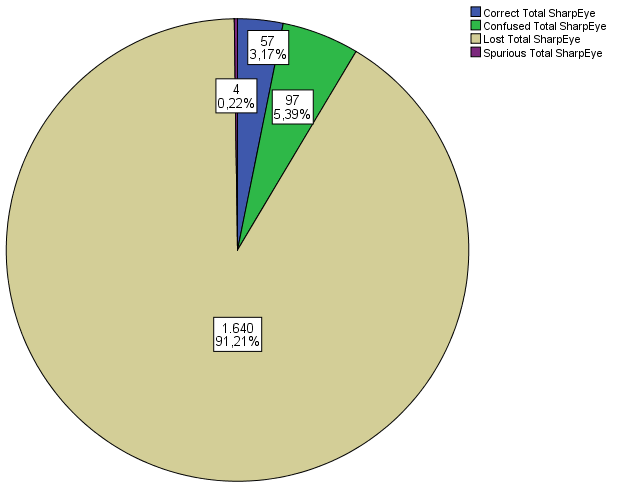 Correct Total SharpEye
Confused Total SharpEye
Lost Total SharpEye
Spurious Total SharpEye
57
3,17%
4
0,22%
97
5,39%
1.640
91,21%